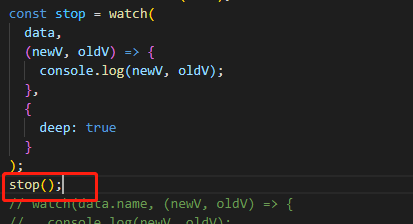 const stop = watch(
data,
(newV, oldV) => {
console.log(newV, oldV);
},
{
deep: true
}
);
stop();
// watch(data.name, (newV, oldV) => {
// console.log(newV, oldV);